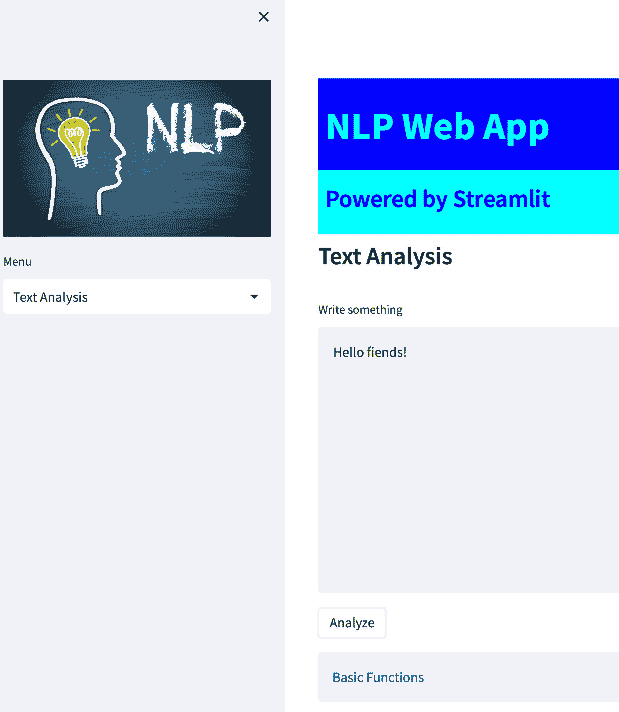 NLP
Menu
Text Analysis
NLP Web App
Powered by Streamlit
Text Analysis
Write something
Hello fiends!
Analyze
Basic Functions